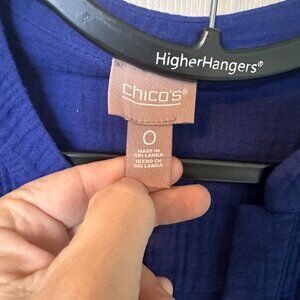 HigherHangers®
chico's®
0
MADE IN
SRI LANKA
HECHO EN
SRI LANKA